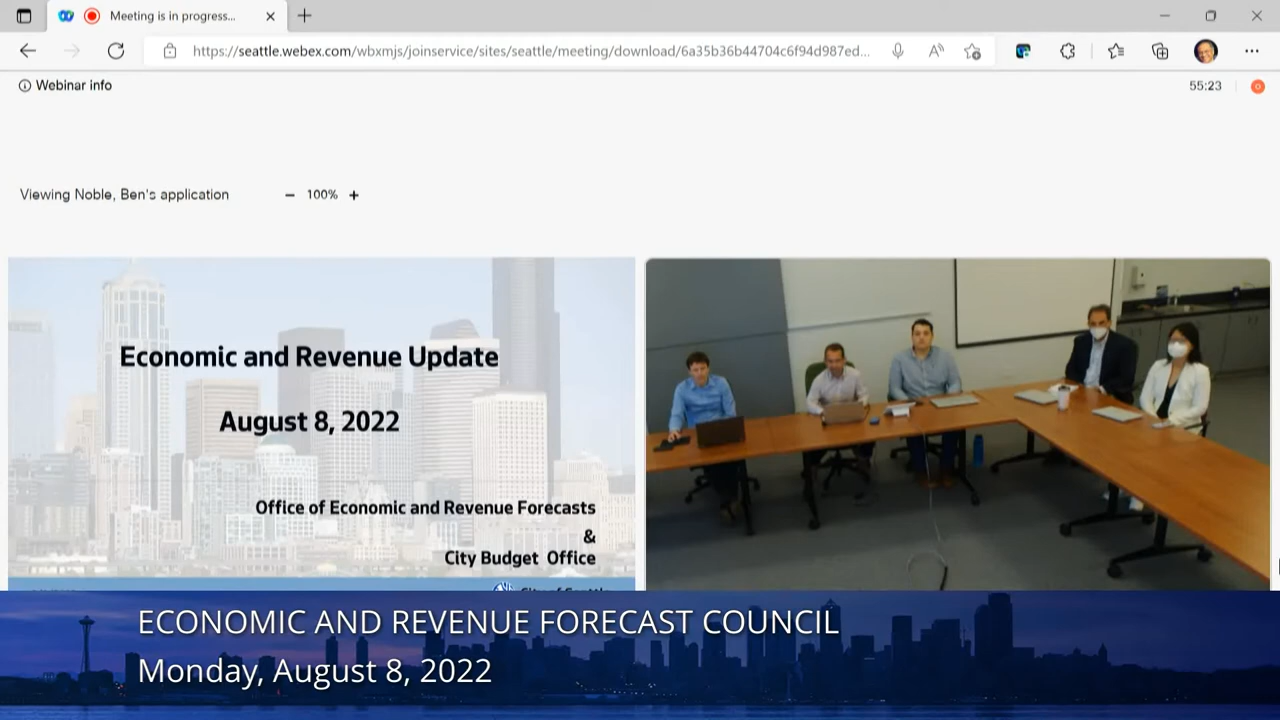 Meeting is in progress...
https://seattle.webex.com/wbxmjs/joinservice/sites/seattle/meeting/download/6a35b36b44704c6f94d987ed...
Webinar info
55:23
Viewing Noble, Ben's application
− 100% +
Economic and Revenue Update
August 8, 2022
Office of Economic and Revenue Forecasts
&
City Budget Office
ECONOMIC AND REVENUE FORECAST COUNCIL
Monday, August 8, 2022